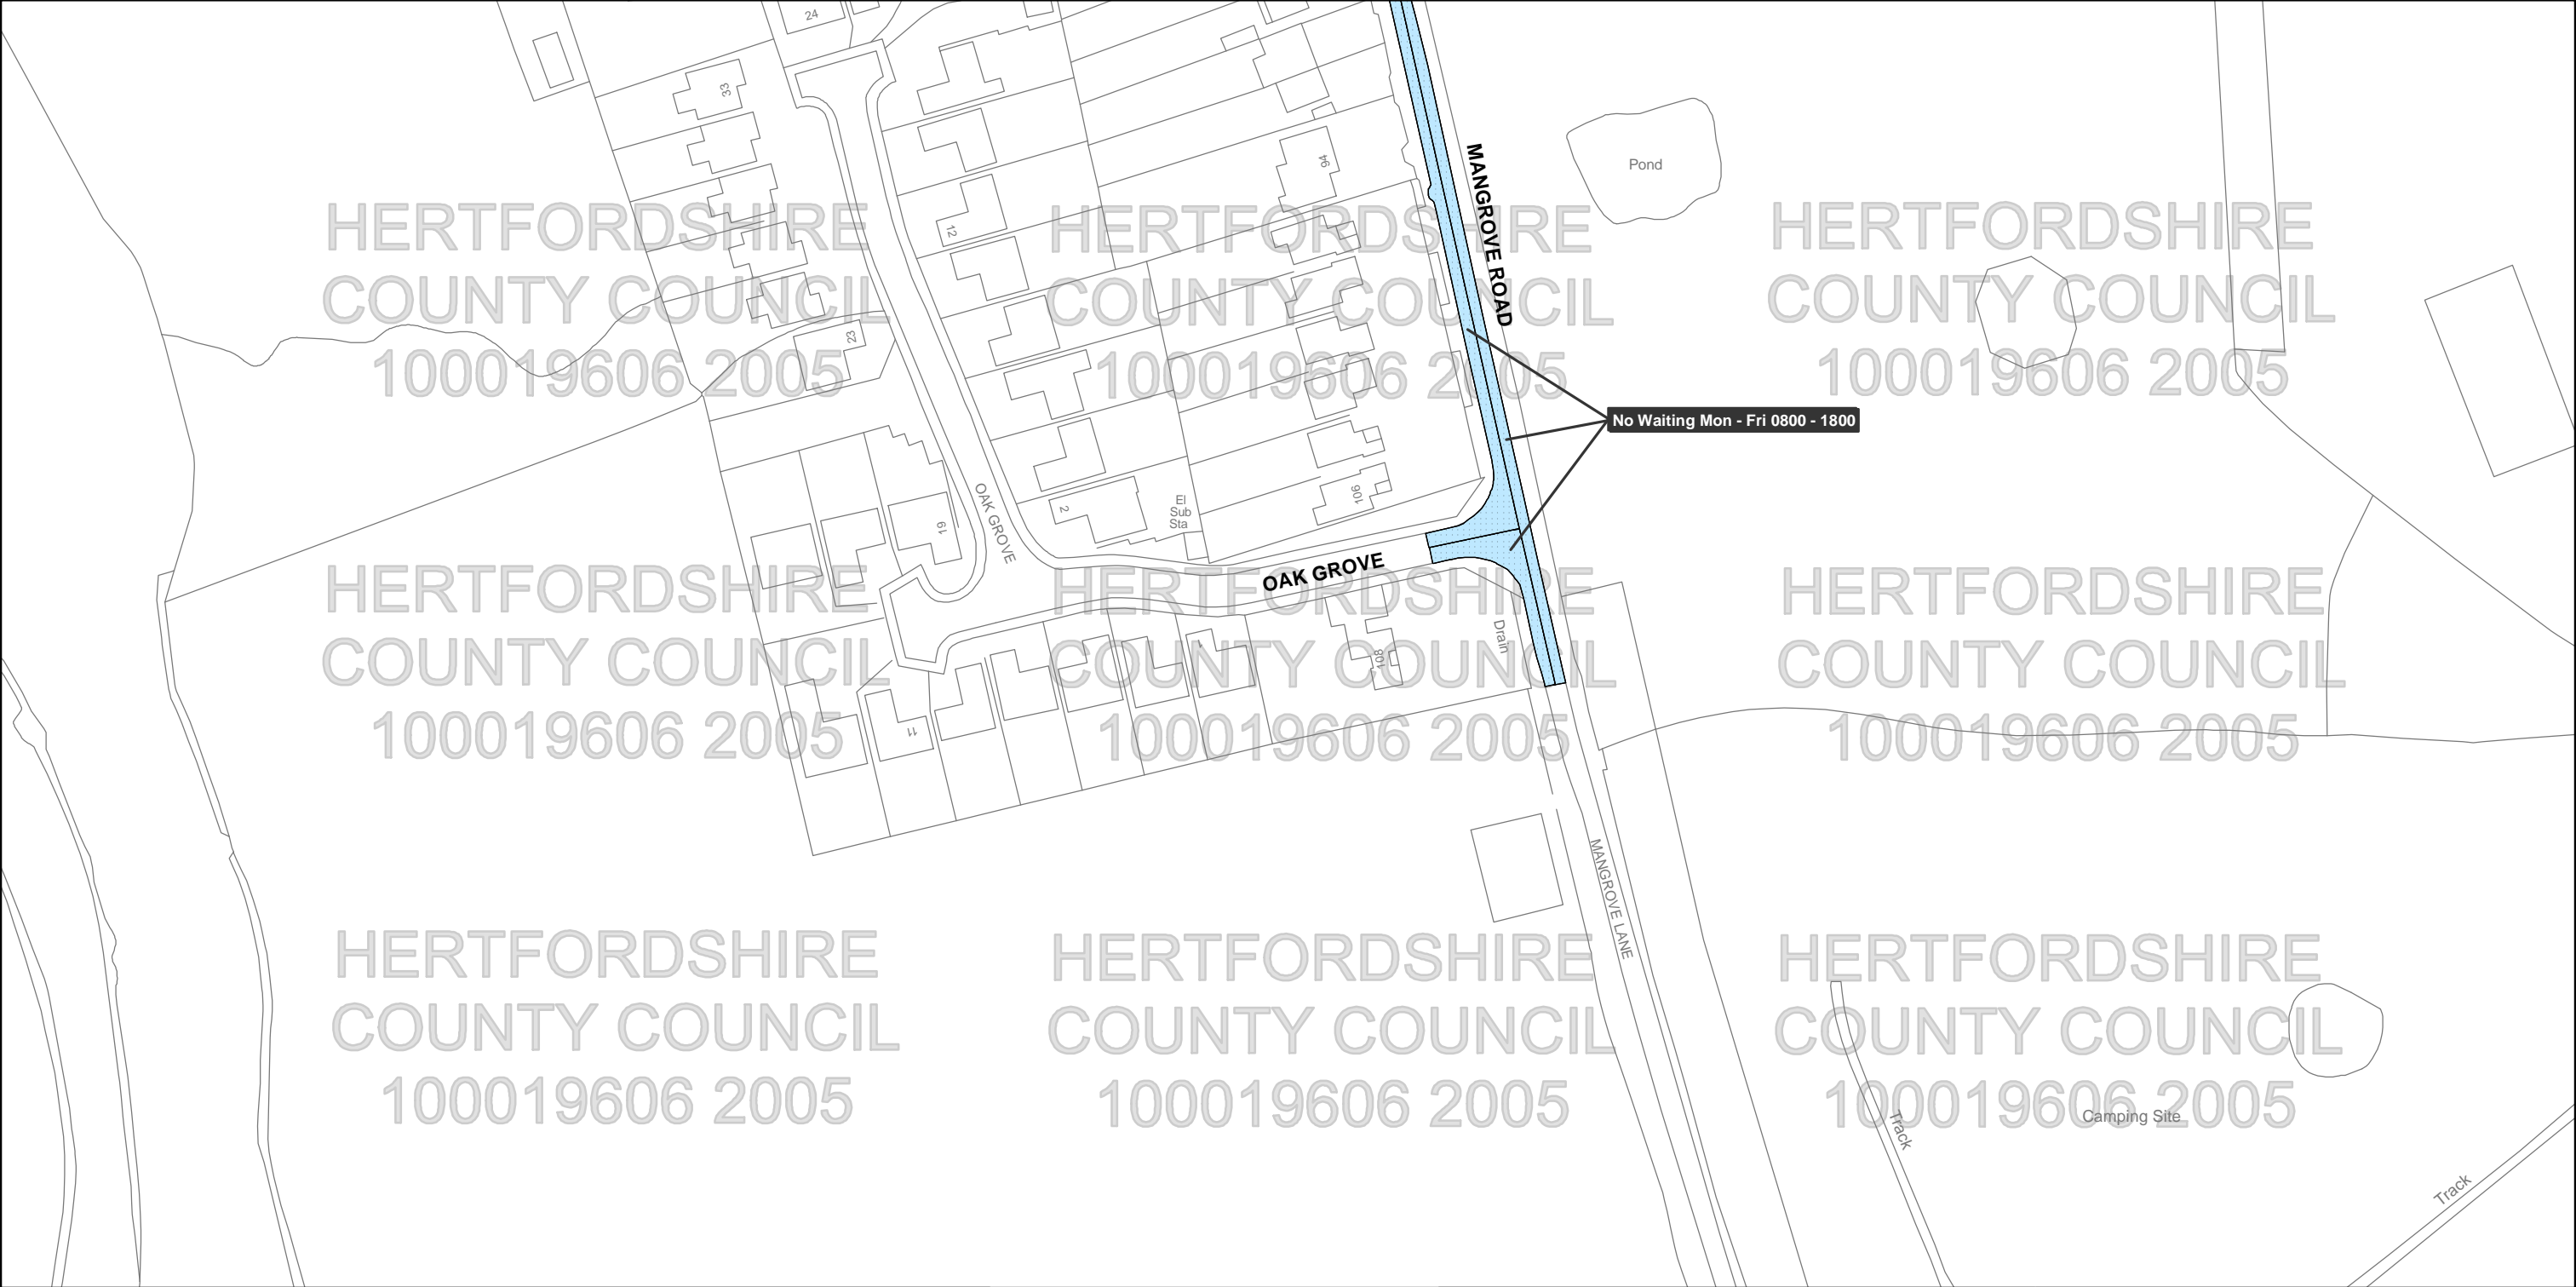 24
33
94
Pond
MANGROVE ROAD
HERTFORDSHIRE
COUNTY COUNCIL
100019606 2005
HERTFORDSHIRE
COUNTY COUNCIL
100019606 2005
HERTFORDSHIRE
COUNTY COUNCIL
100019606 2005
12
23
No Waiting Mon - Fri 0800 - 1800
OAK GROVE
19
2
El
Sub
Sta
106
OAK GROVE
HERTFORDSHIRE
COUNTY COUNCIL
100019606 2005
HERTFORDSHIRE
COUNTY COUNCIL
100019606 2005
HERTFORDSHIRE
COUNTY COUNCIL
100019606 2005
Drain
1
108
11
MANGROVE LANE
HERTFORDSHIRE
COUNTY COUNCIL
100019606 2005
HERTFORDSHIRE
COUNTY COUNCIL
100019606 2005
HERTFORDSHIRE
COUNTY COUNCIL
100019606 2005
Camping Site
Track
Track